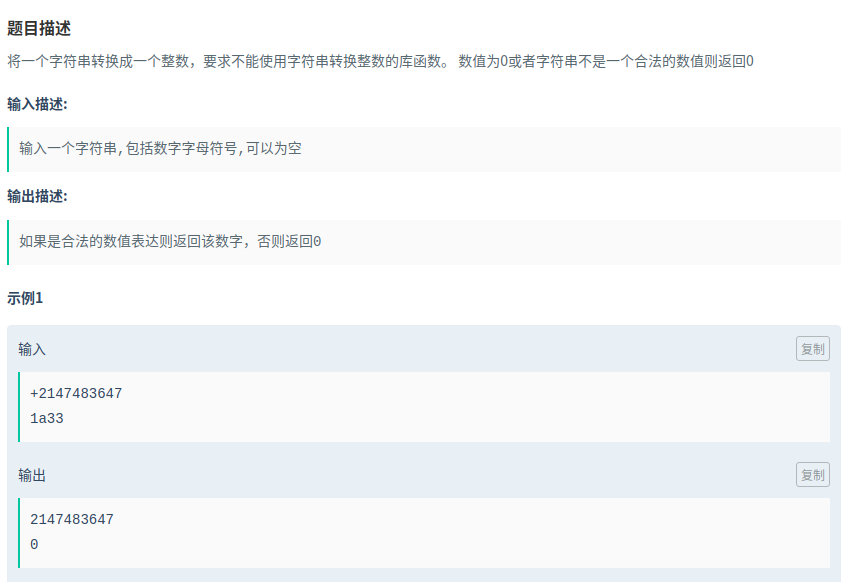 题目描述
将一个字符串转换成一个整数，要求不能使用字符串转换整数的库函数。 数值为0或者字符串不是一个合法的数值则返回0
输入描述:
输入一个字符串,包括数字字母符号,可以为空
输出描述:
如果是合法的数值表达则返回该数字，否则返回0
示例1
输入
复制
+2147483647
1a33
输出
复制
2147483647
0